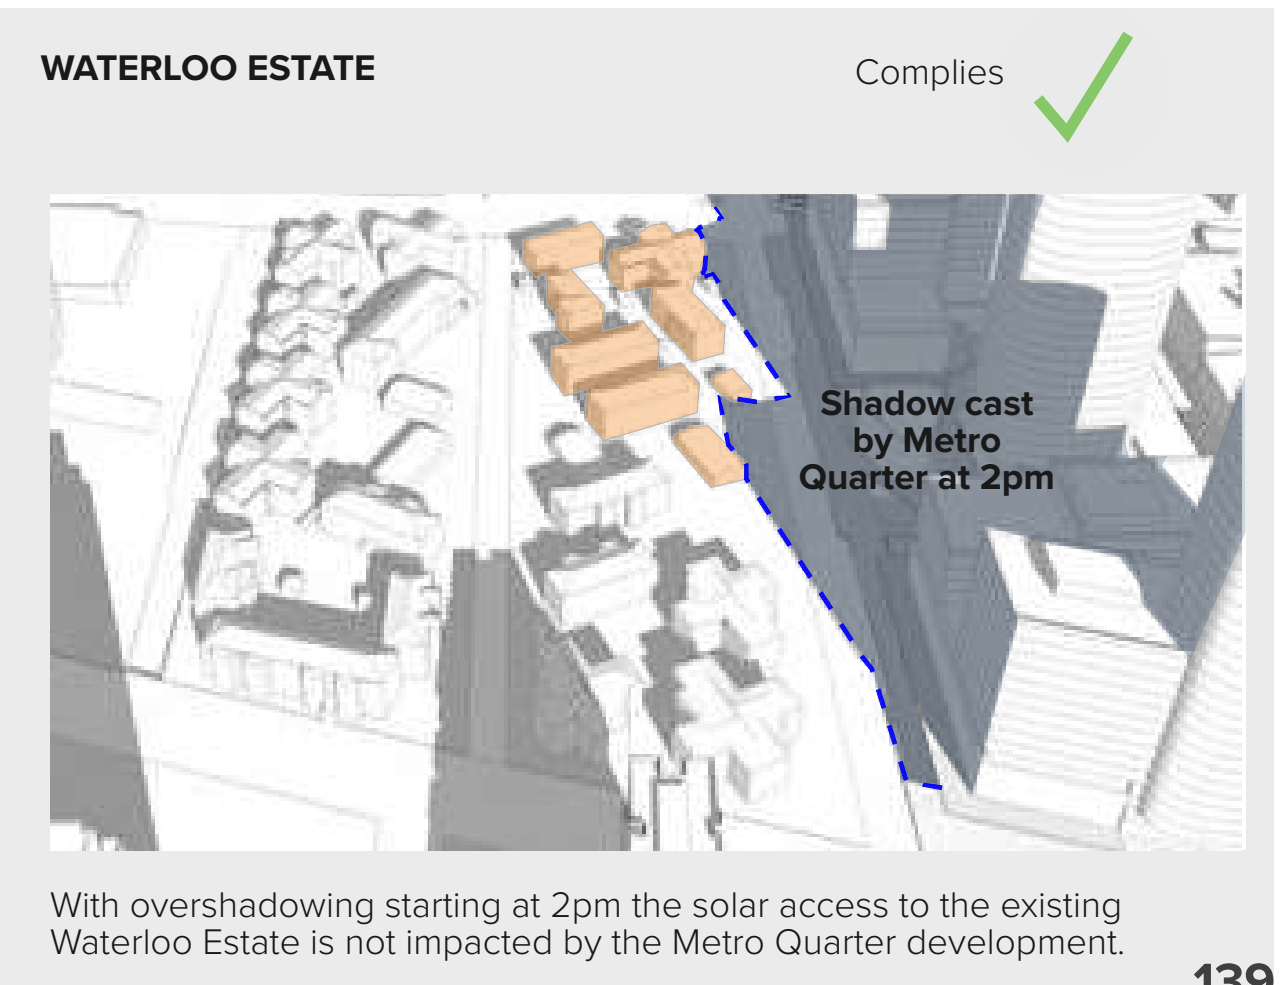 WATERLOO ESTATE
Complies
Shadow cast
by Metro
Quarter at 2pm
With overshadowing starting at 2pm the solar access to the existing
Waterloo Estate is not impacted by the Metro Quarter development.
139